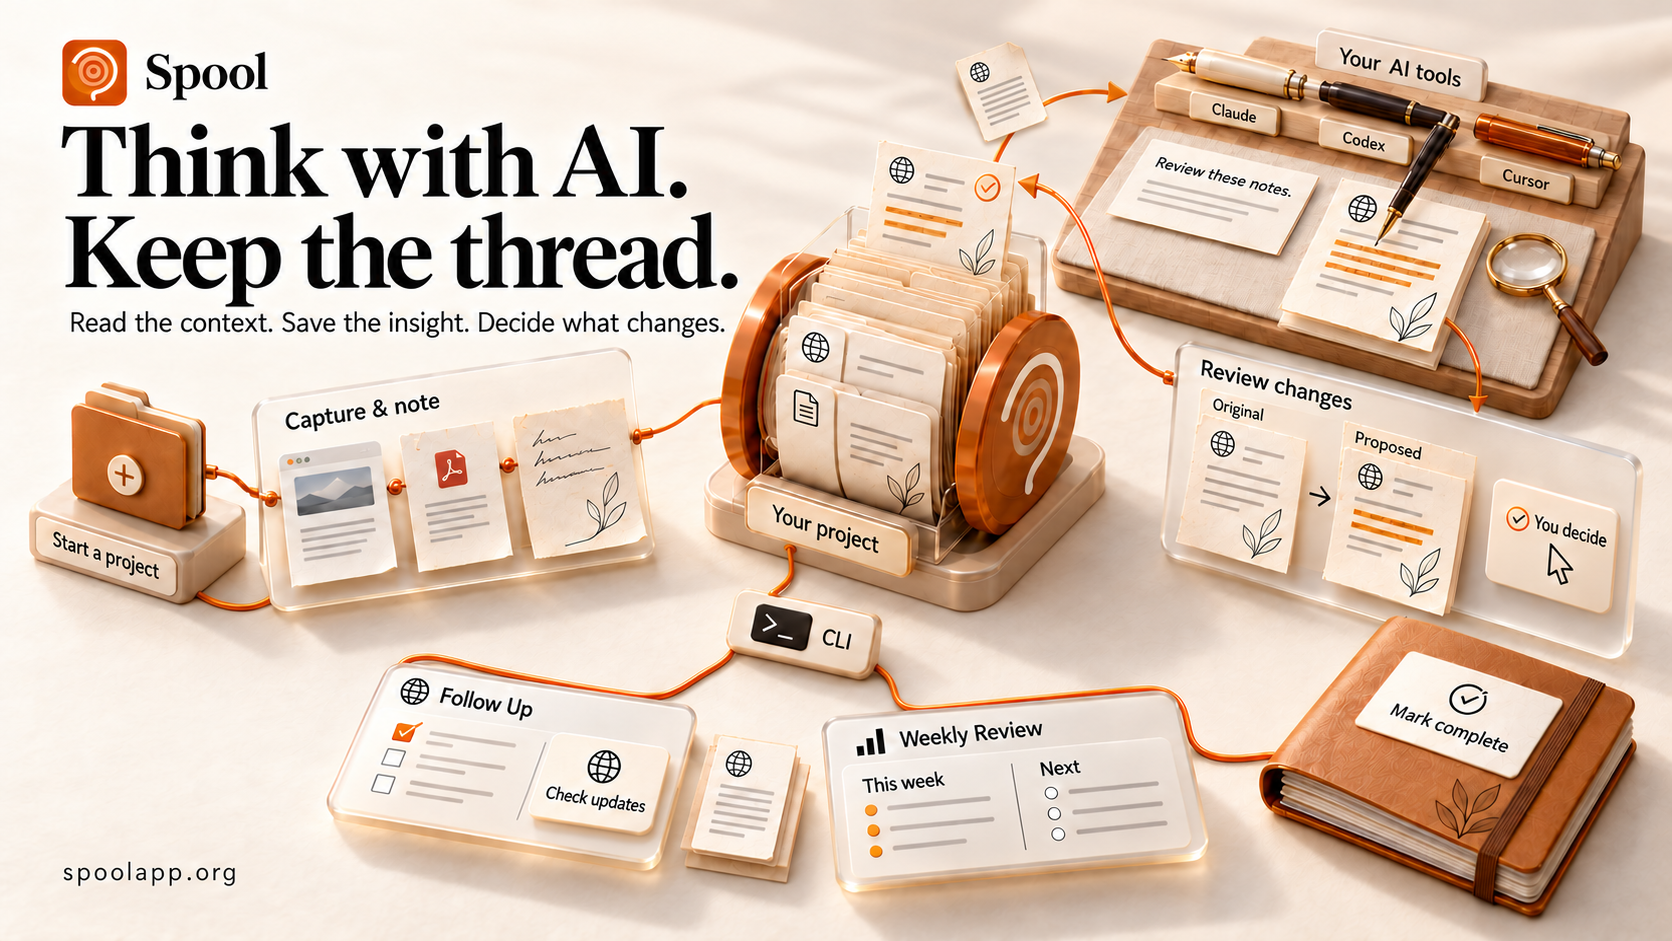 Spool
Think with AI.
Keep the thread.
Read the context. Save the insight. Decide what changes.
Your AI tools
Claude
Codex
Cursor
Review these notes.
Start a project
Capture & note
Your project
Review changes
Original
Proposed
You decide
>_ CLI
Follow Up
Check updates
Weekly Review
This week
Next
Mark complete
spoolapp.org